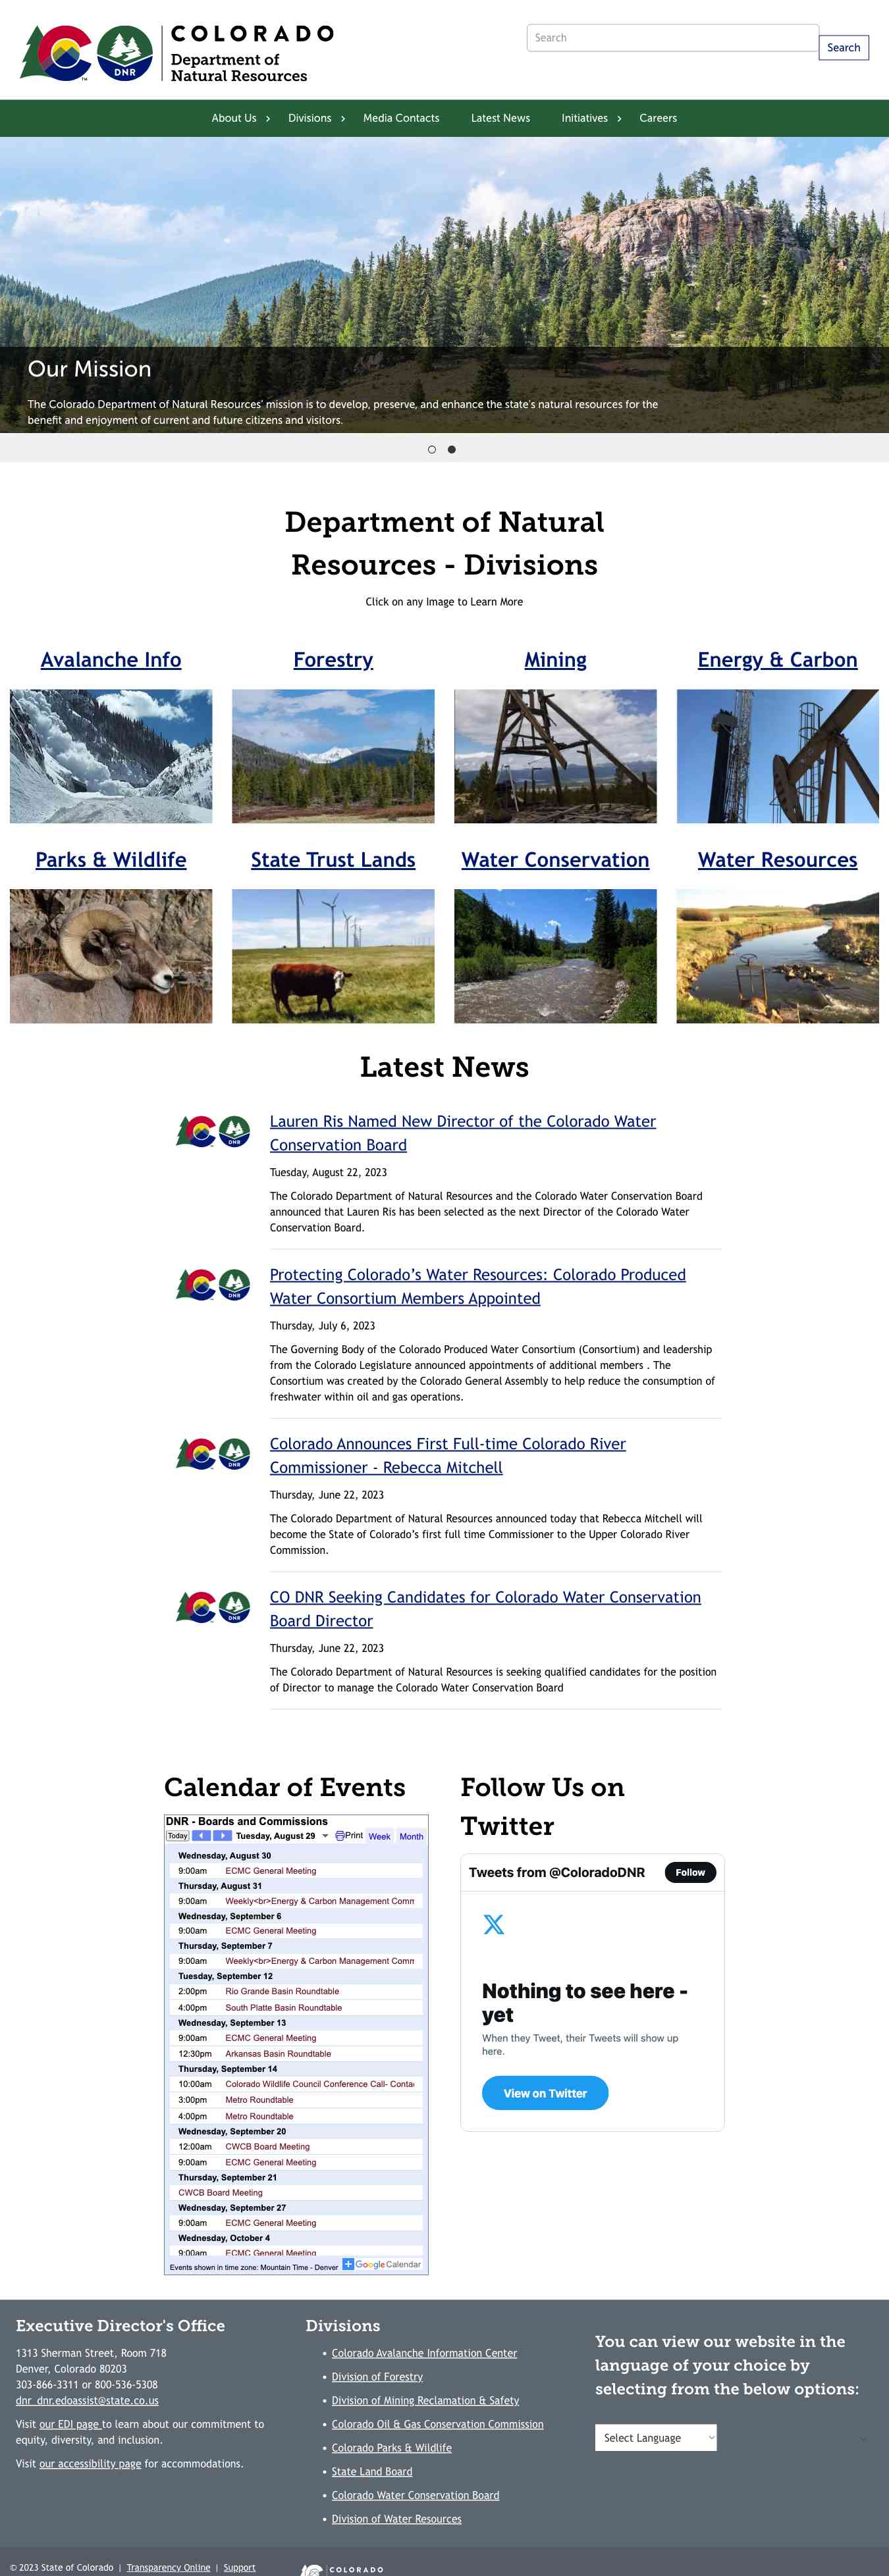 COLORADO
Department of
Natural Resources
DNR
TM
Search
Search
About Us
Divisions
Media Contacts
Latest News
Initiatives
Careers
Our Mission
The Colorado Department of Natural Resources’ mission is to develop, preserve, and enhance the state's natural resources for the
benefit and enjoyment of current and future citizens and visitors.
Department of Natural
Resources - Divisions
Click on any Image to Learn More
Avalanche Info
Forestry
Mining
Energy & Carbon
Parks & Wildlife
State Trust Lands
Water Conservation
Water Resources
Latest News
DNR
Lauren Ris Named New Director of the Colorado Water
Conservation Board
Tuesday, August 22, 2023
The Colorado Department of Natural Resources and the Colorado Water Conservation Board
announced that Lauren Ris has been selected as the next Director of the Colorado Water
Conservation Board.
DNR
Protecting Colorado’s Water Resources: Colorado Produced
Water Consortium Members Appointed
Thursday, July 6, 2023
The Governing Body of the Colorado Produced Water Consortium (Consortium) and leadership
from the Colorado Legislature announced appointments of additional members . The
Consortium was created by the Colorado General Assembly to help reduce the consumption of
freshwater within oil and gas operations.
DNR
Colorado Announces First Full-time Colorado River
Commissioner - Rebecca Mitchell
Thursday, June 22, 2023
The Colorado Department of Natural Resources announced today that Rebecca Mitchell will
become the State of Colorado’s first full time Commissioner to the Upper Colorado River
Commission.
DNR
CO DNR Seeking Candidates for Colorado Water Conservation
Board Director
Thursday, June 22, 2023
The Colorado Department of Natural Resources is seeking qualified candidates for the position
of Director to manage the Colorado Water Conservation Board
Calendar of Events
DNR - Boards and Commissions
Today
Tuesday, August 29
Print
Week
Month
Wednesday, August 30
9:00am ECMC General Meeting
Thursday, August 31
9:00am Weekly<br>Energy & Carbon Management Comm
Wednesday, September 6
9:00am ECMC General Meeting
Thursday, September 7
9:00am Weekly<br>Energy & Carbon Management Comm
Tuesday, September 12
2:00pm Rio Grande Basin Roundtable
4:00pm South Platte Basin Roundtable
Wednesday, September 13
9:00am ECMC General Meeting
12:30pm Arkansas Basin Roundtable
Thursday, September 14
10:00am Colorado Wildlife Council Conference Call- Conta
3:00pm Metro Roundtable
4:00pm Metro Roundtable
Wednesday, September 20
12:00am CWCB Board Meeting
9:00am ECMC General Meeting
Thursday, September 21
CWCB Board Meeting
Wednesday, September 27
9:00am ECMC General Meeting
Wednesday, October 4
9:00am ECMC General Meeting
Events shown in time zone: Mountain Time - Denver
Google Calendar
Follow Us on
Twitter
Tweets from @ColoradoDNR
Follow
Nothing to see here -
yet
When they Tweet, their Tweets will show up
here.
View on Twitter
Executive Director's Office
1313 Sherman Street, Room 718
Denver, Colorado 80203
303-866-3311 or 800-536-5308
dnr_dnr.edoassist@state.co.us
Visit our EDI page to learn about our commitment to
equity, diversity, and inclusion.
Visit our accessibility page for accommodations.
Divisions
Colorado Avalanche Information Center
Division of Forestry
Division of Mining Reclamation & Safety
Colorado Oil & Gas Conservation Commission
Colorado Parks & Wildlife
State Land Board
Colorado Water Conservation Board
Division of Water Resources
You can view our website in the
language of your choice by
selecting from the below options:
Select Language
© 2023 State of Colorado | Transparency Online | Support
COLORADO